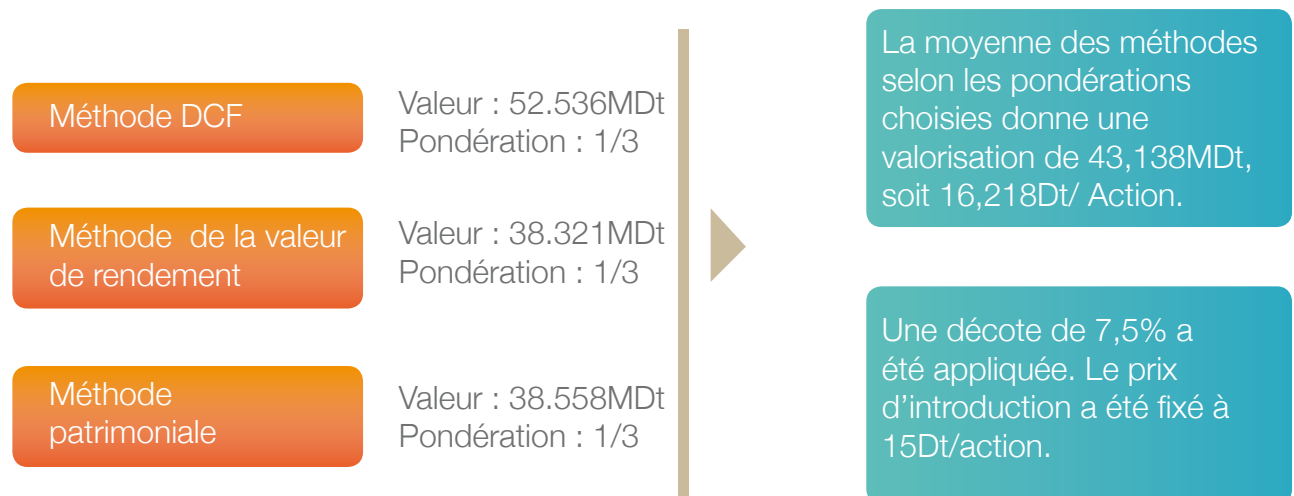 Méthode DCF
Valeur : 52.536MDt
Pondération : 1/3
Méthode de la valeur
de rendement
Valeur : 38.321MDt
Pondération : 1/3
Méthode
patrimoniale
Valeur : 38.558MDt
Pondération : 1/3
La moyenne des méthodes
selon les pondérations
choisies donne une
valorisation de 43,138MDt,
soit 16,218Dt/ Action.
Une décote de 7,5% a
été appliquée. Le prix
d’introduction a été fixé à
15Dt/action.